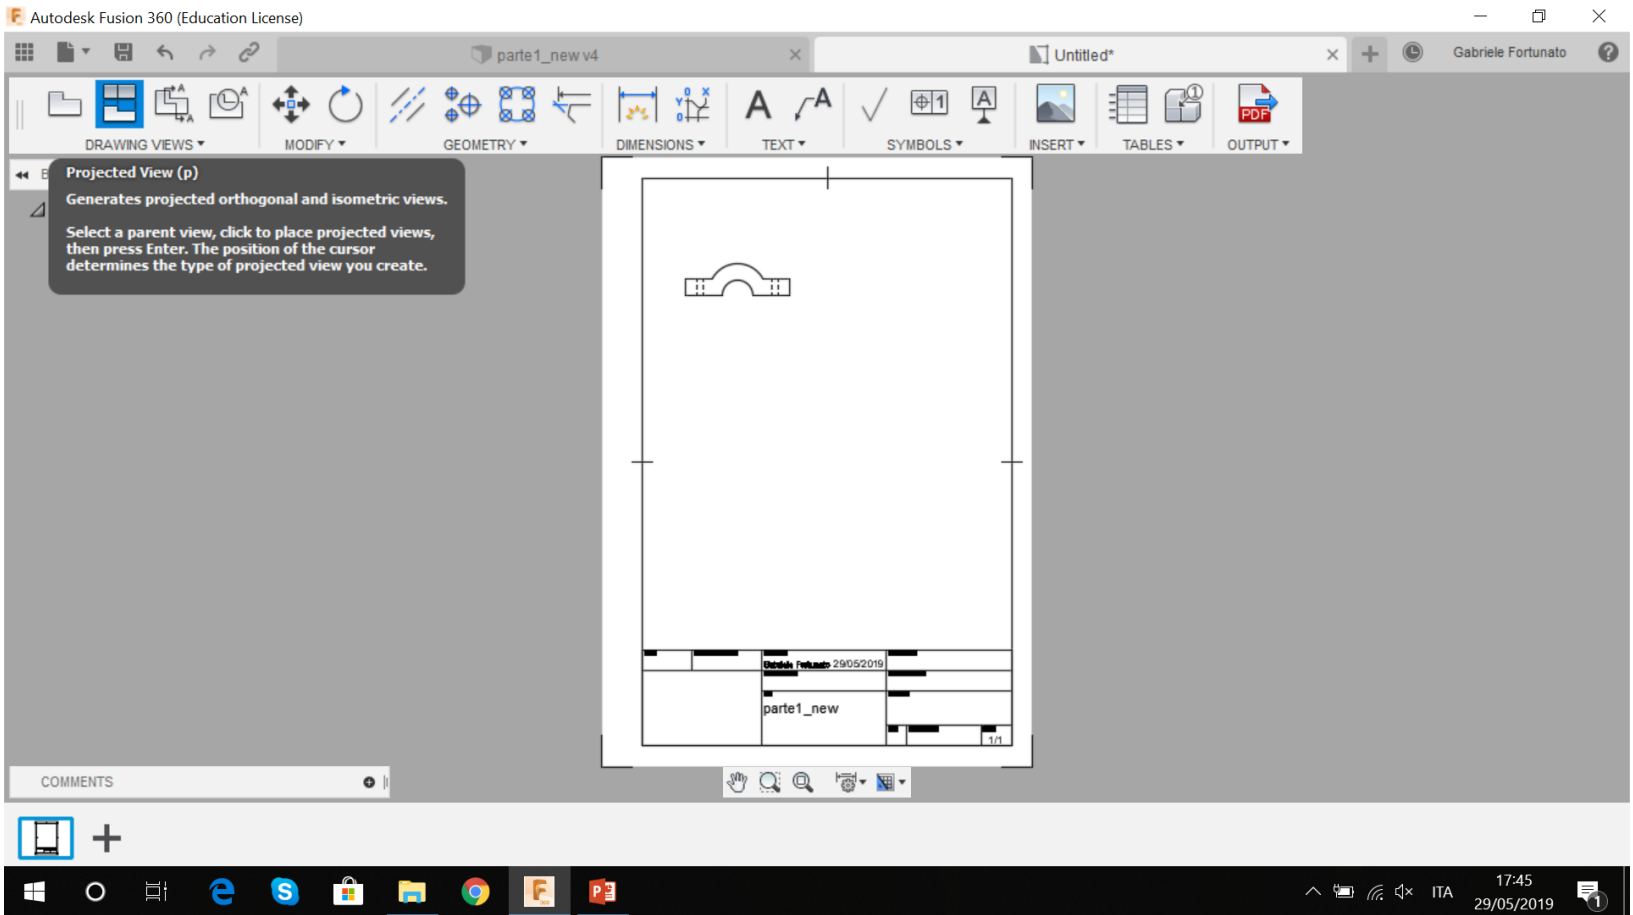 Autodesk Fusion 360 (Education License)
parte1_new v4
Untitled*
Gabriele Fortunato
DRAWING VIEWS
MODIFY
GEOMETRY
DIMENSIONS
TEXT
SYMBOLS
INSERT
TABLES
OUTPUT
PDF
Projected View (p)
Generates projected orthogonal and isometric views.
Select a parent view, click to place projected views,
then press Enter. The position of the cursor
determines the type of projected view you create.
Gabriele Fortunato 29/05/2019
parte1_new
1/1
COMMENTS
ITA
17:45
29/05/2019
1